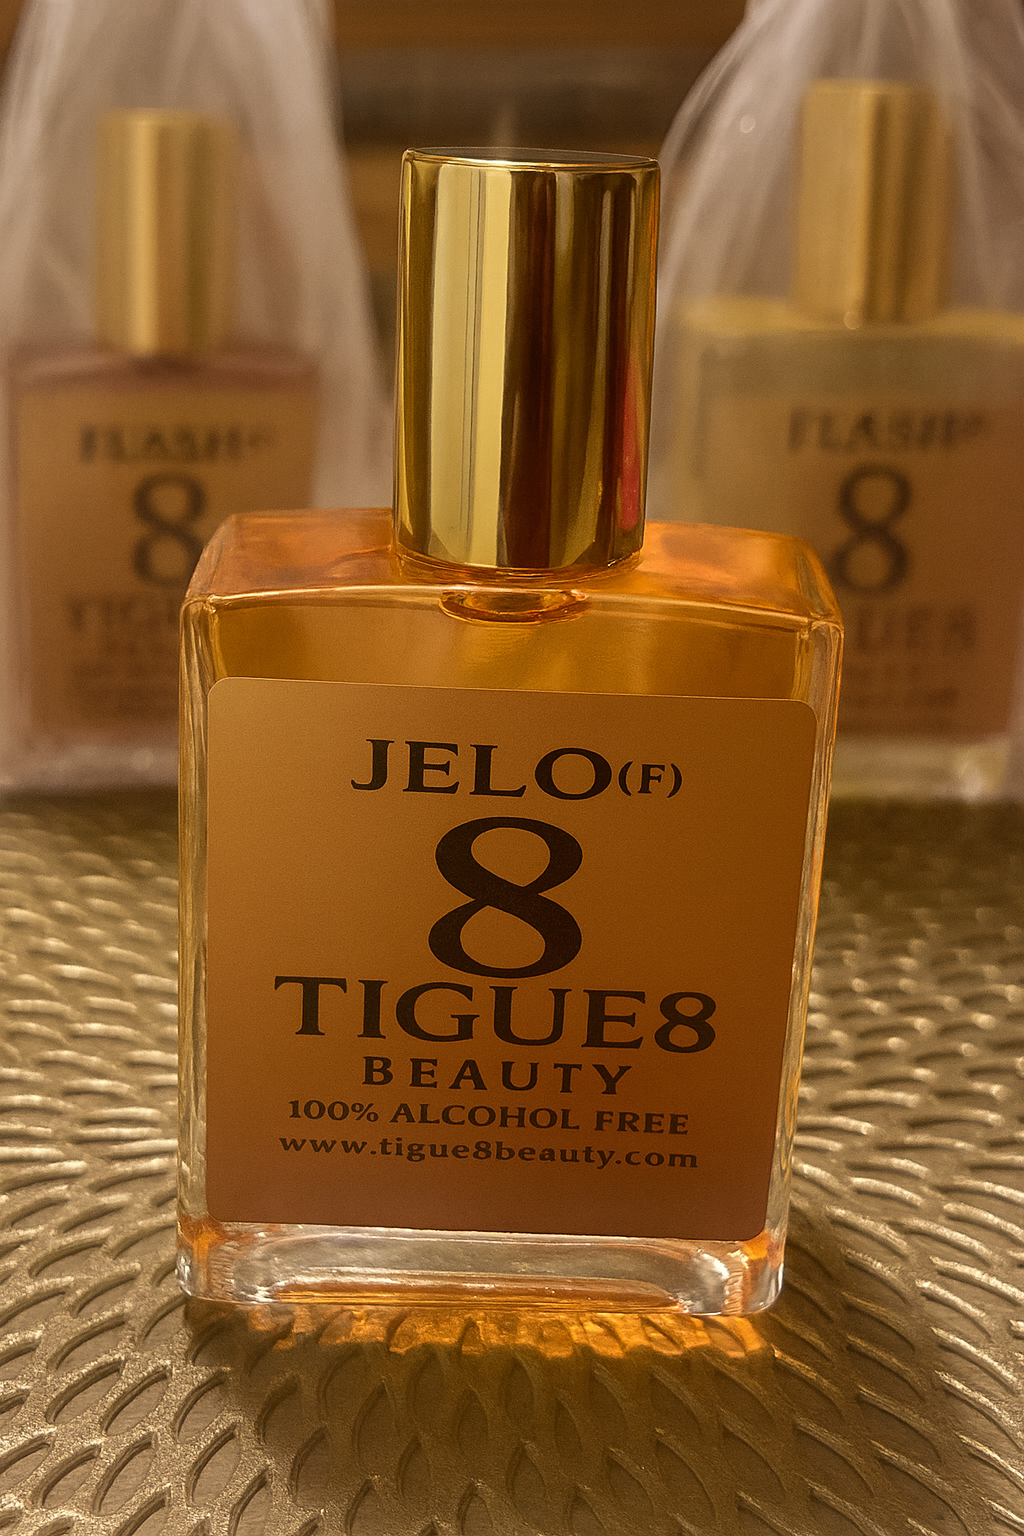 JELO(F)
8
TIGUE8
BEAUTY
100% ALCOHOL FREE
www.tigue8beauty.com
FLASH
8
FLASH
8